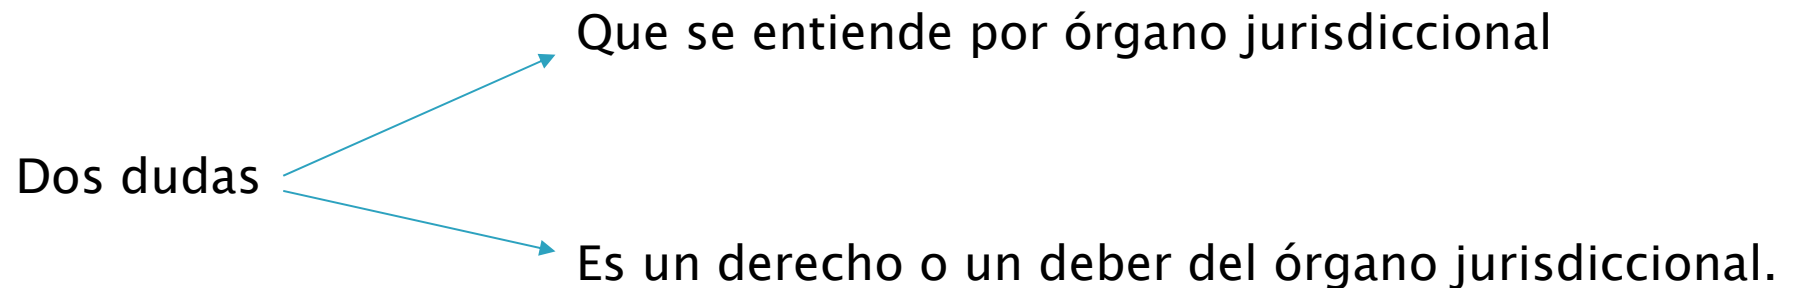 Que se entiende por órgano jurisdiccional
Dos dudas
Es un derecho o un deber del órgano jurisdiccional.